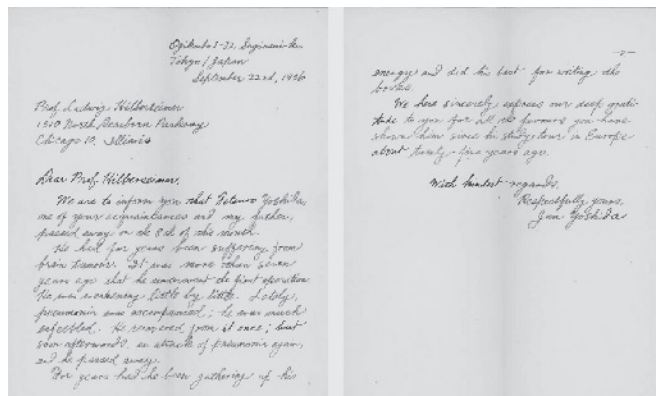 Ogikubo 1-32, Suginami-ku
Tokyo / Japan
September 22nd, 1956
Prof. Ludwig Hilberseimer
North Dearborn Parkway
Chicago 10, Illinois
Dear Prof. Hilberseimer,
We are to inform you that Tetsuro Yoshida,
one of your acquaintances and my father,
passed away on the 8th of this month.
He had for years been suffering from
brain tumour. It was more than seven
years ago that he underwent the first operation.
He was weakening little by little. Lately,
pneumonia was accompanied; he was much
enfeebled. He recovered from it once; but
soon afterwards, an attack of pneumonia again,
and he passed away.
For years had he been gathering up his
-2-
energy and did his best for writing the
books.
We here sincerely express our deep grati-
tude to you for all the favours you have
shown him since his study tour in Europe
about twenty-five years ago.
With kindest regards,
Respectfully yours,
Jun Yoshida